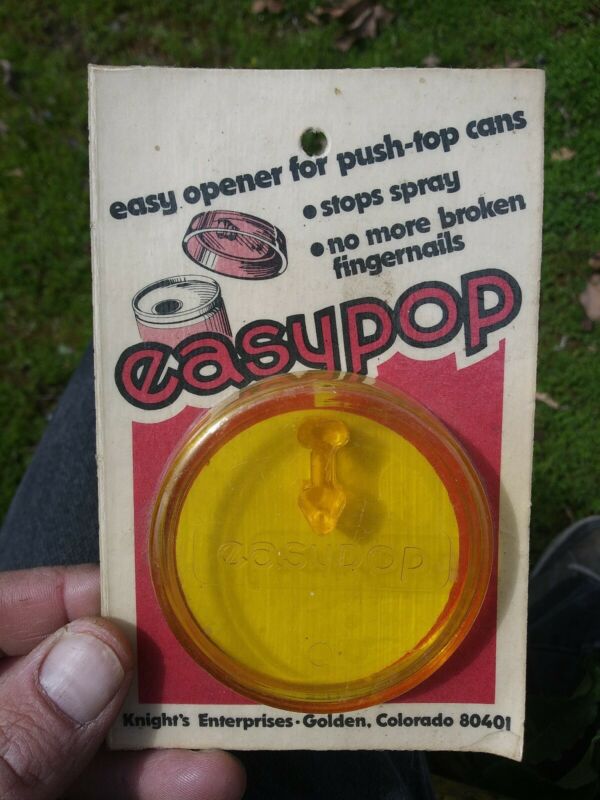 easy opener for push-top cans
• stops spray
• no more broken
fingernails
easypop
easypop
Knight's Enterprises · Golden, Colorado 80401